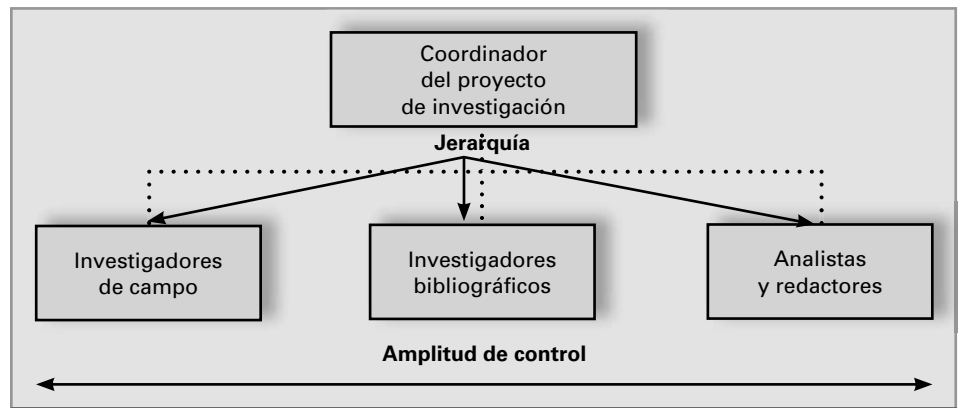 Coordinador
del proyecto
de investigación
Jerarquía
Investigadores
de campo
Investigadores
bibliográficos
Analistas
y redactores
Amplitud de control